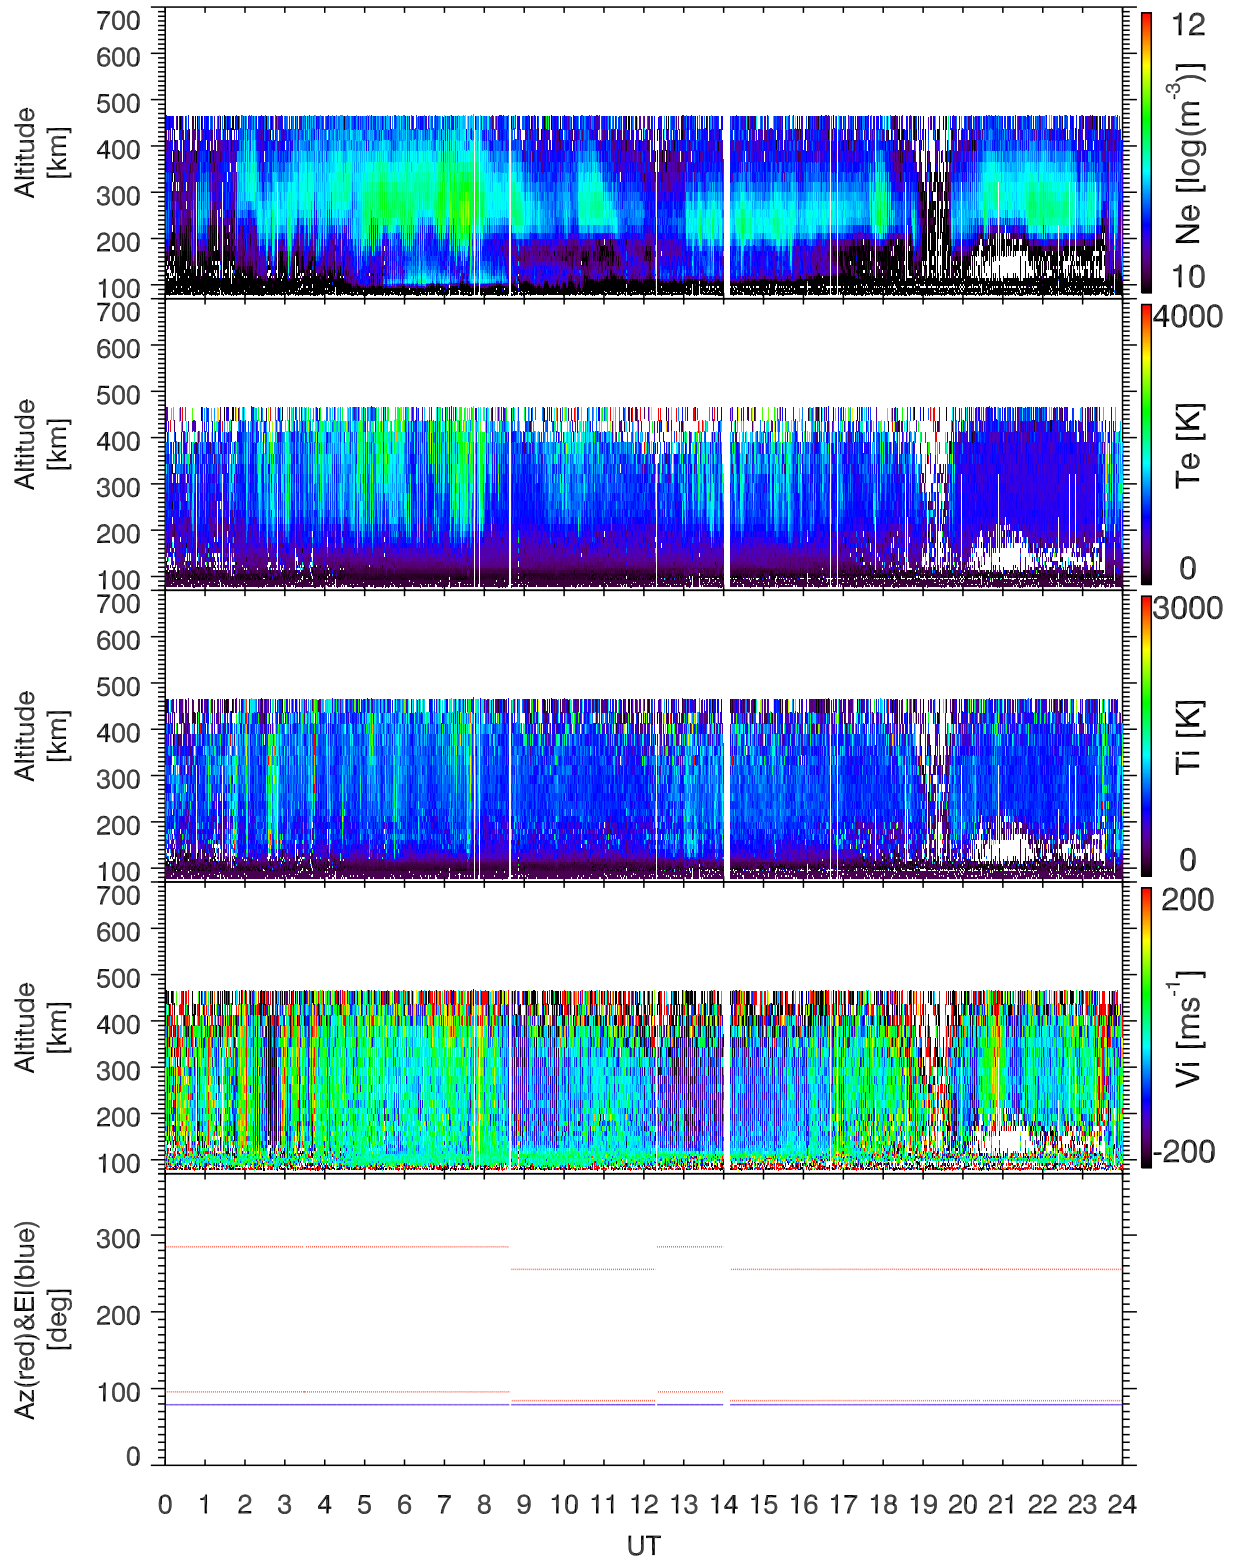 700
600
500
400
300
200
100
Altitude
[km]
12
10
Ne [log(m⁻³)]
700
600
500
400
300
200
100
Altitude
[km]
4000
0
Te [K]
700
600
500
400
300
200
100
Altitude
[km]
3000
0
Ti [K]
700
600
500
400
300
200
100
Altitude
[km]
200
-200
Vi [ms⁻¹]
300
200
100
0
Az(red)&El(blue)
[deg]
0 1 2 3 4 5 6 7 8 9 10 11 12 13 14 15 16 17 18 19 20 21 22 23 24
UT